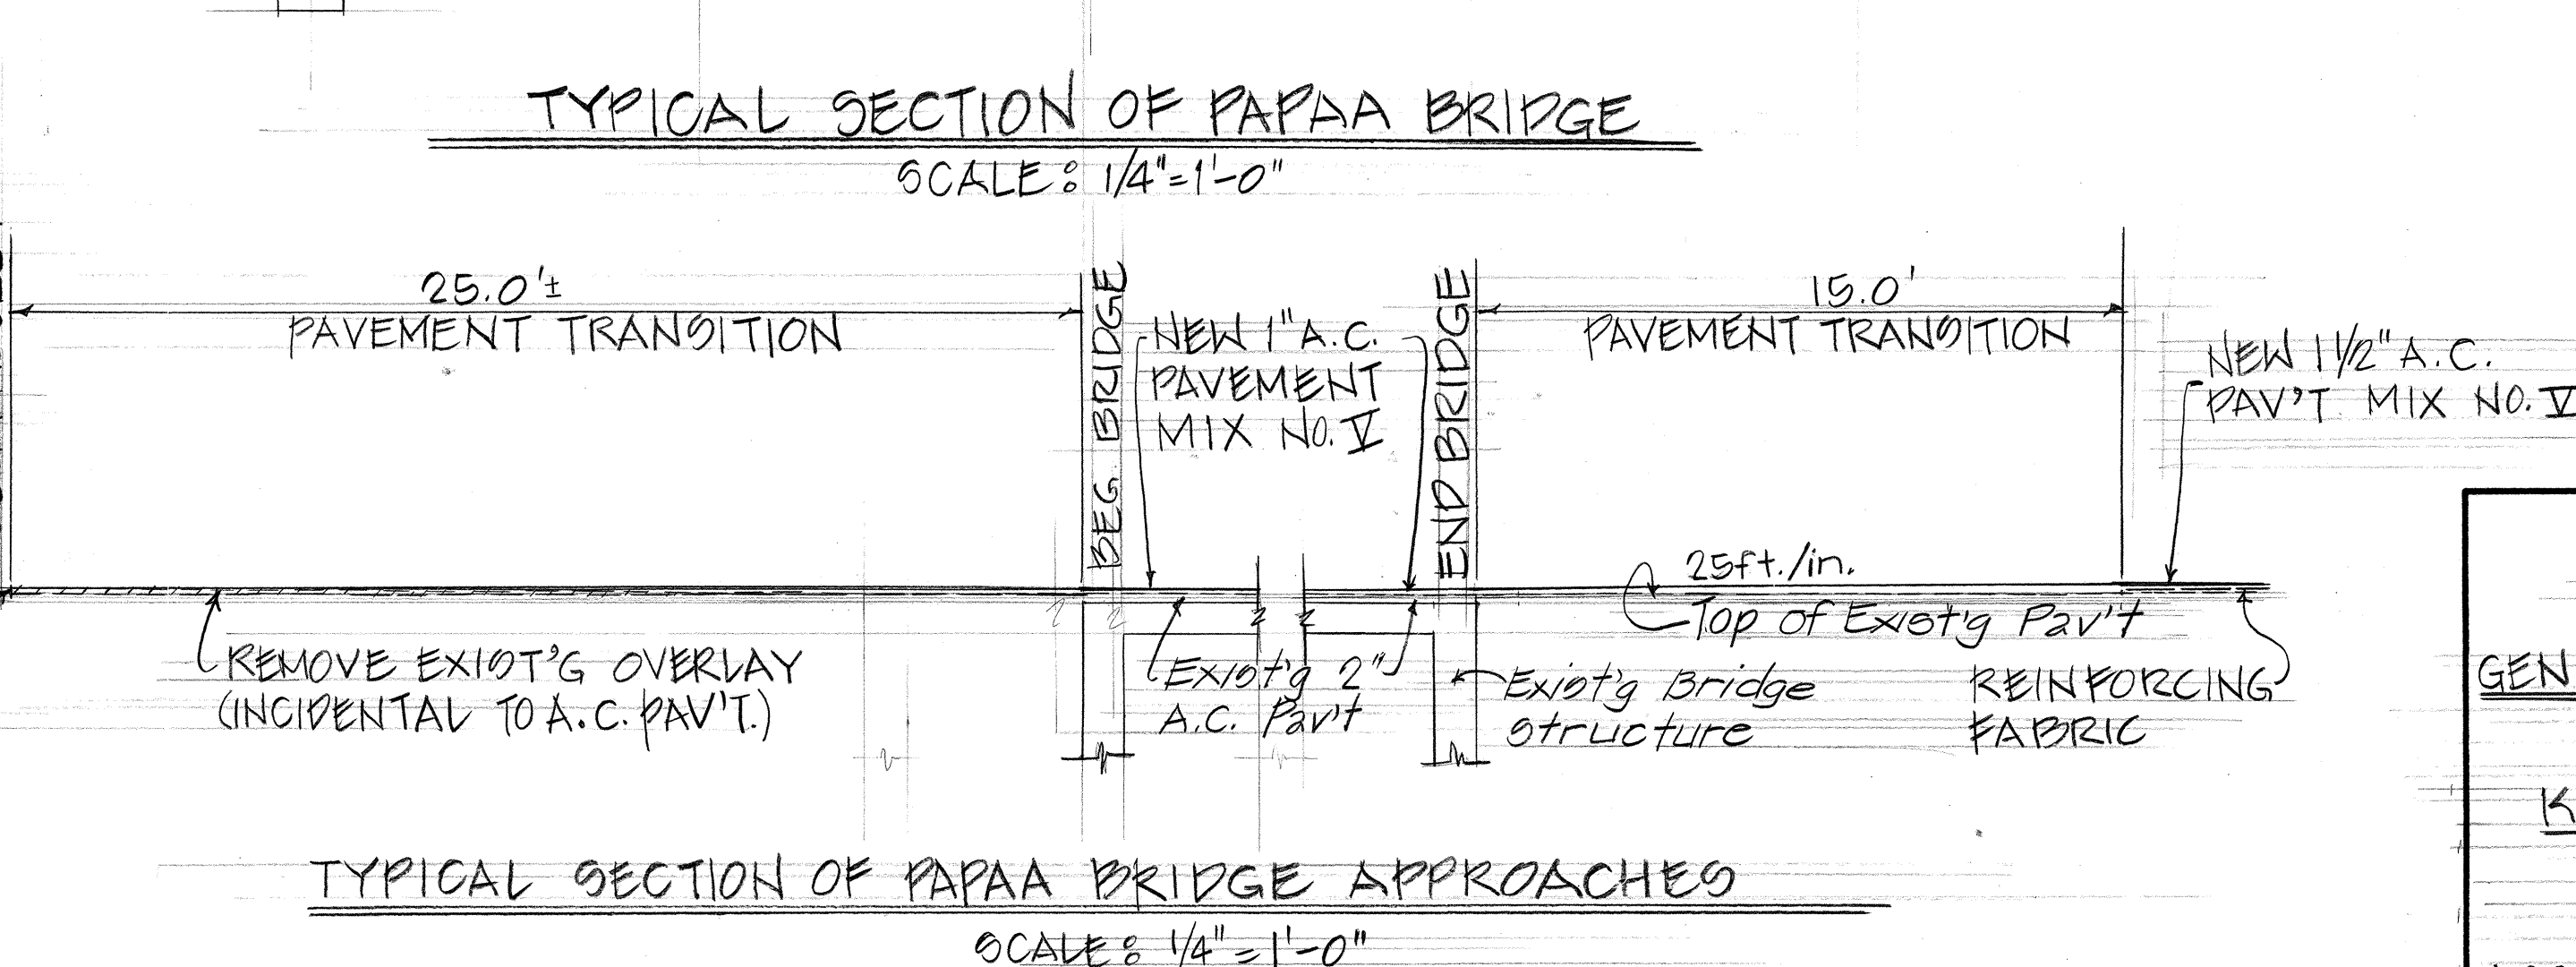 TYPICAL SECTION OF PAPAA BRIDGE
SCALE: 1/4"=1'-0"
25.0'±
PAVEMENT TRANSITION
BEG. BRIDGE
NEW 1" A.C.
PAVEMENT
MIX NO. V
END BRIDGE
15.0'
PAVEMENT TRANSITION
NEW 1 1/2" A.C.
PAV'T MIX NO. V
25ft./in.
Top of Exist'g Pav't
REMOVE EXIST'G OVERLAY
(INCIDENTAL TO A.C. PAV'T.)
Exist'g 2"
A.C. Pav't
Exist'g Bridge
Structure
REINFORCING
FABRIC
GEN
K
TYPICAL SECTION OF PAPAA BRIDGE APPROACHES
SCALE: 1/4"=1'-0"